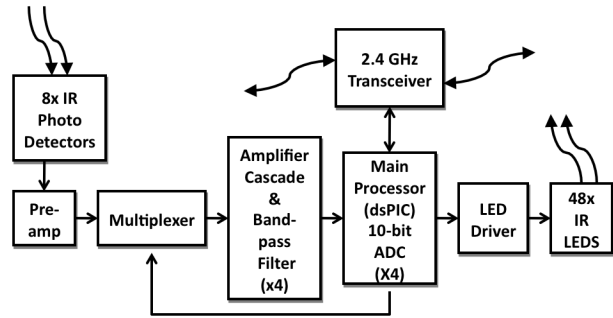 2.4 GHz
Transceiver
8x IR
Photo
Detectors
Pre-
amp
Multiplexer
Amplifier
Cascade
&
Band-
pass
Filter
(x4)
Main
Processor
(dsPIC)
10-bit
ADC
(X4)
LED
Driver
48x
IR
LEDS